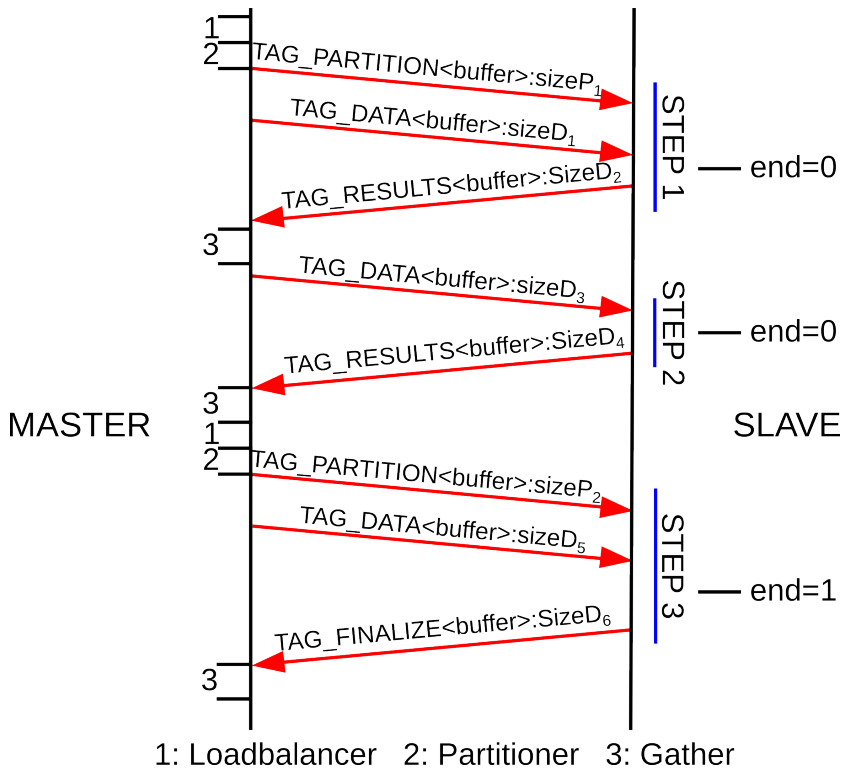 1
2
TAG_PARTITION<buffer>:sizeP1
TAG_DATA<buffer>:sizeD1
STEP 1
end=0
TAG_RESULTS<buffer>:SizeD2
3
TAG_DATA<buffer>:sizeD3
STEP 2
end=0
TAG_RESULTS<buffer>:SizeD4
3
MASTER
SLAVE
1
2
TAG_PARTITION<buffer>:sizeP2
TAG_DATA<buffer>:sizeD5
STEP 3
end=1
TAG_FINALIZE<buffer>:SizeD6
3
1: Loadbalancer 2: Partitioner 3: Gather